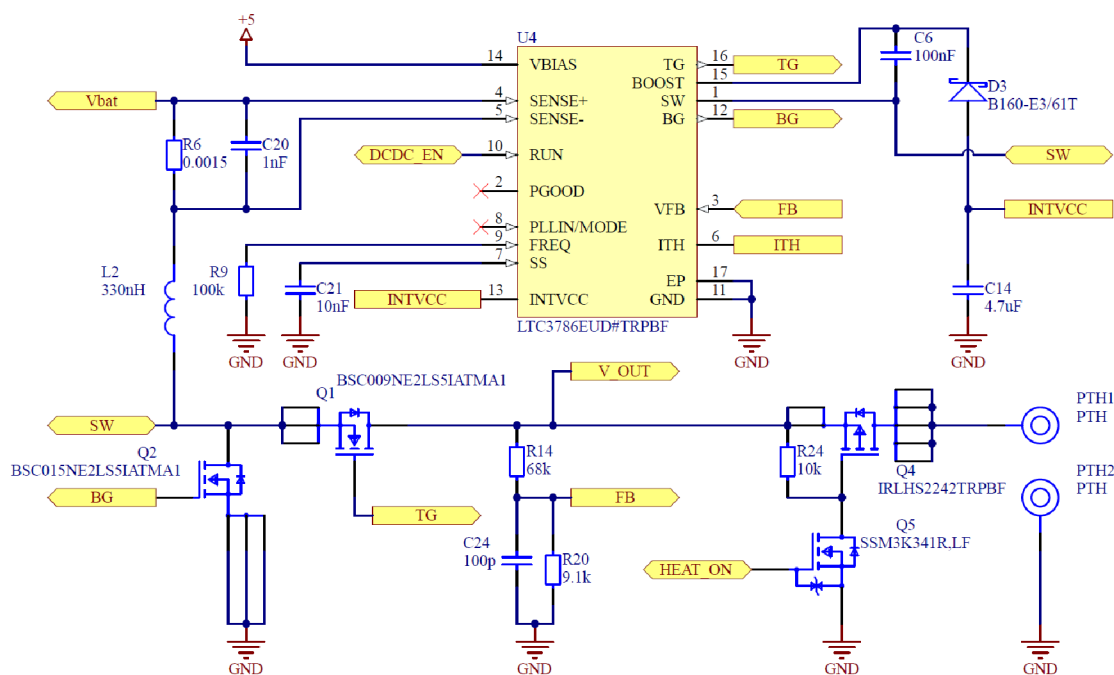 +5
U4
14 VBIAS
TG 16 TG
BOOST 15
C6
100nF
Vbat
4 SENSE+
SW 1
D3
B160-E3/61T
5 SENSE-
BG 12 BG
R6
0.0015
C20
1nF
DCDC_EN
10 RUN
SW
2 PGOOD
VFB 3 FB
INTVCC
8 PLLIN/MODE
9 FREQ
ITH 6 ITH
7 SS
L2
330nH
R9
100k
C21
10nF
EP 17
GND 11
C14
4.7uF
INTVCC
13 INTVCC
LTC3786EUD#TRPBF
GND
GND
GND
GND
BSC009NE2LS5IATMA1
V_OUT
Q1
PTH1
PTH
SW
Q2
BSC015NE2LS5IATMA1
R14
68k
R24
10k
Q4
IRLHS2242TRPBF
PTH2
PTH
BG
FB
TG
Q5
SSM3K341R,LF
C24
100p
R20
9.1k
HEAT_ON
GND
GND
GND
GND